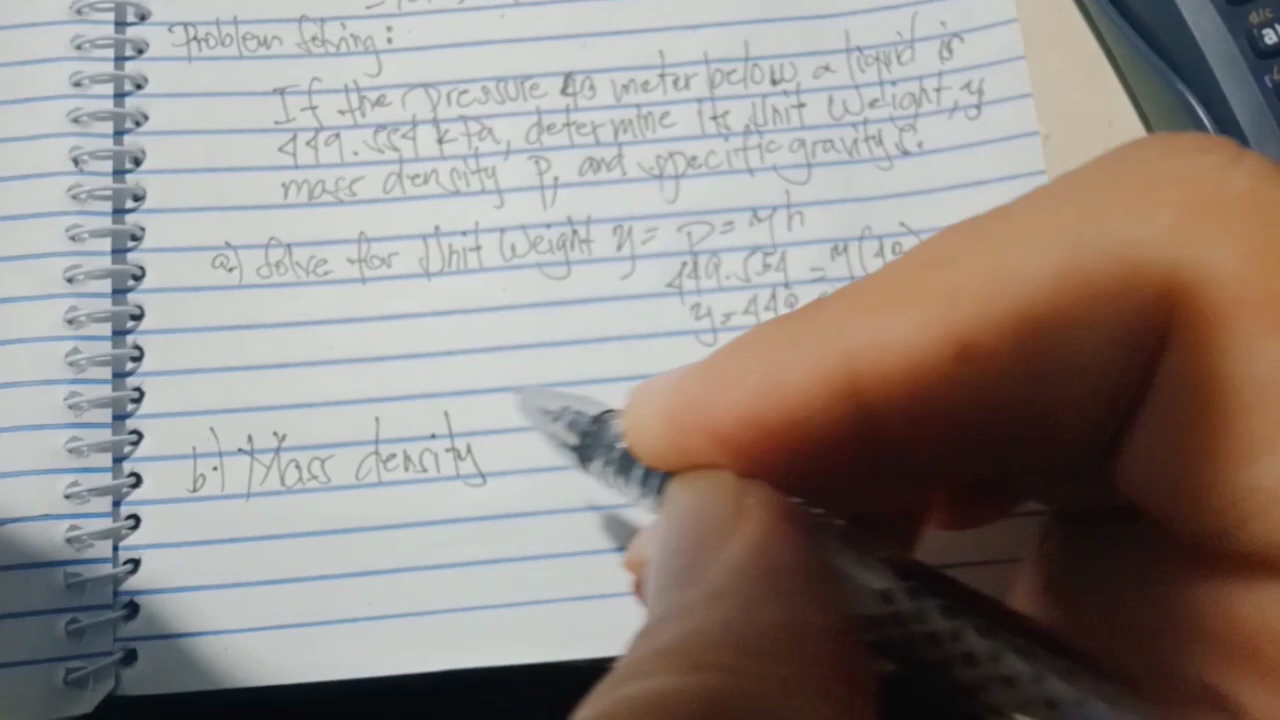 Problem Solving:
If the pressure 40 meter below a liquid is
449.554 kPa, determine its Unit Weight, y
mass density P, and specific gravity S.
a.) Solve for Unit Weight y= P = yh
449.554 = y(40)
y = 449
b.) Mass density